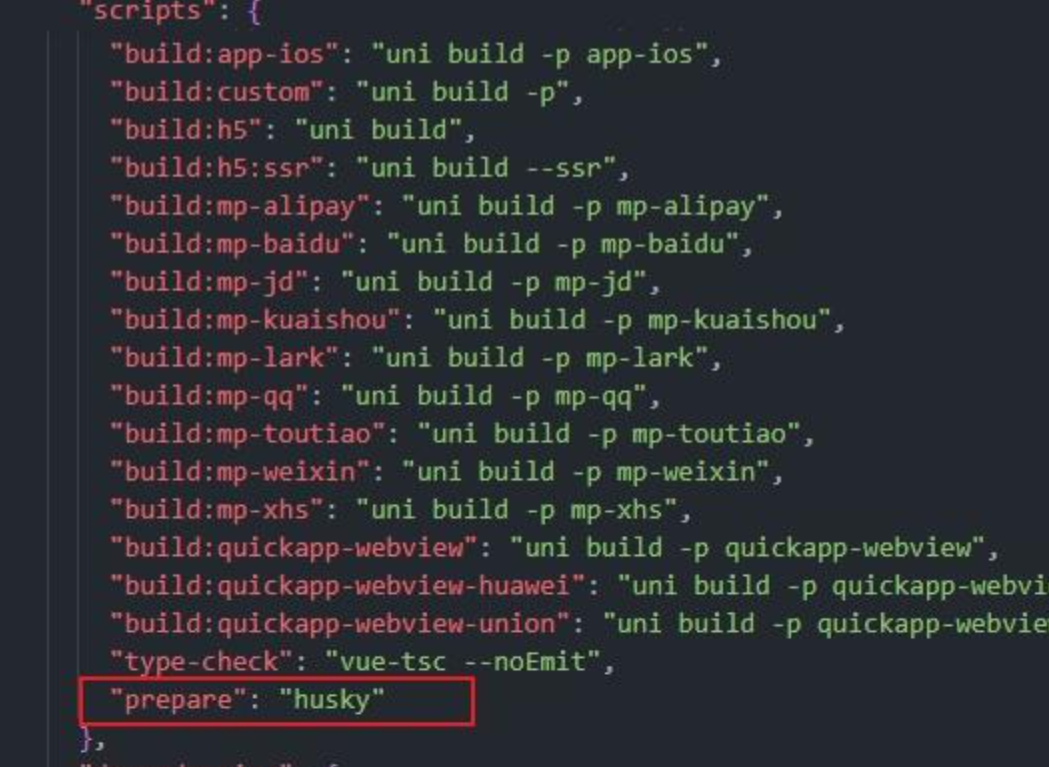 "scripts": {
"build:app-ios": "uni build -p app-ios",
"build:custom": "uni build -p",
"build:h5": "uni build",
"build:h5:ssr": "uni build --ssr",
"build:mp-alipay": "uni build -p mp-alipay",
"build:mp-baidu": "uni build -p mp-baidu",
"build:mp-jd": "uni build -p mp-jd",
"build:mp-kuaishou": "uni build -p mp-kuaishou",
"build:mp-lark": "uni build -p mp-lark",
"build:mp-qq": "uni build -p mp-qq",
"build:mp-toutiao": "uni build -p mp-toutiao",
"build:mp-weixin": "uni build -p mp-weixin",
"build:mp-xhs": "uni build -p mp-xhs",
"build:quickapp-webview": "uni build -p quickapp-webview",
"build:quickapp-webview-huawei": "uni build -p quickapp-webvi
"build:quickapp-webview-union": "uni build -p quickapp-webvie
"type-check": "vue-tsc --noEmit",
"prepare": "husky"
},